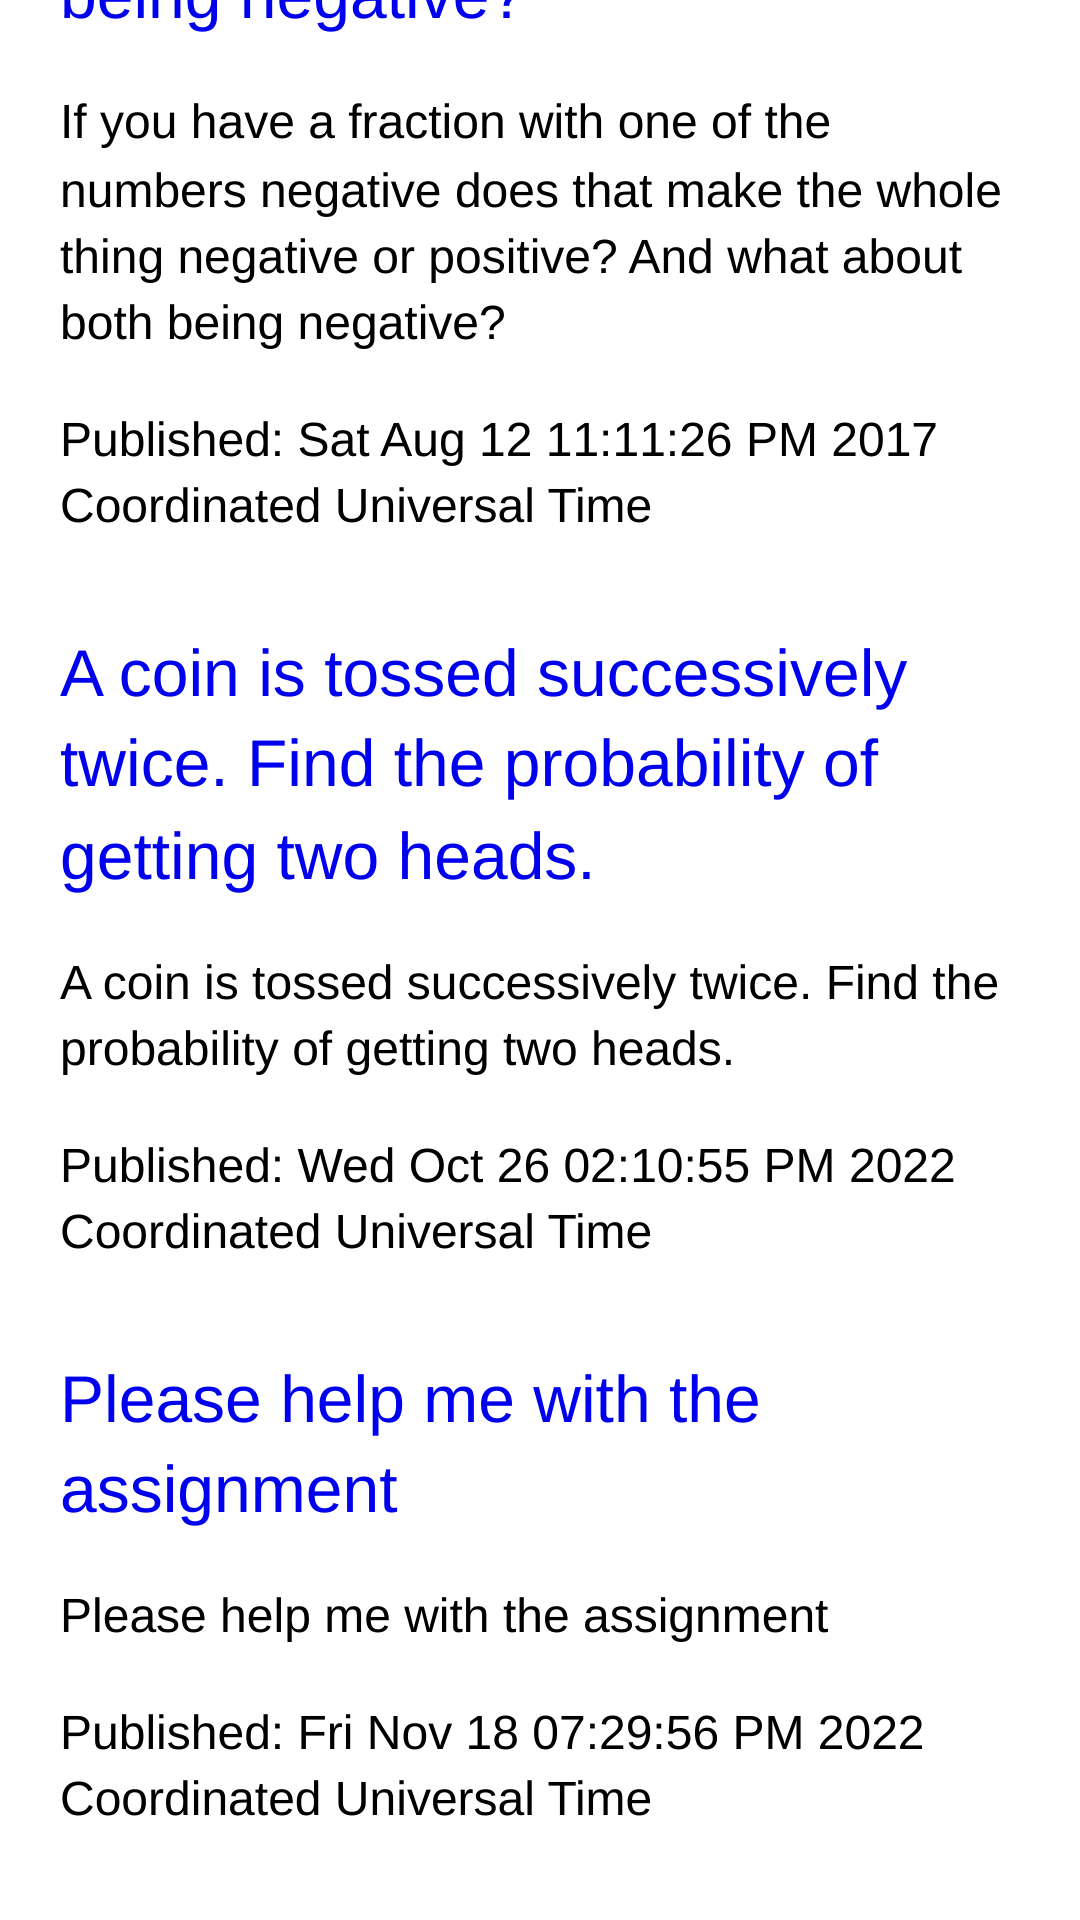 being negative?
If you have a fraction with one of the
numbers negative does that make the whole
thing negative or positive? And what about
both being negative?
Published: Sat Aug 12 11:11:26 PM 2017
Coordinated Universal Time
A coin is tossed successively
twice. Find the probability of
getting two heads.
A coin is tossed successively twice. Find the
probability of getting two heads.
Published: Wed Oct 26 02:10:55 PM 2022
Coordinated Universal Time
Please help me with the
assignment
Please help me with the assignment
Published: Fri Nov 18 07:29:56 PM 2022
Coordinated Universal Time